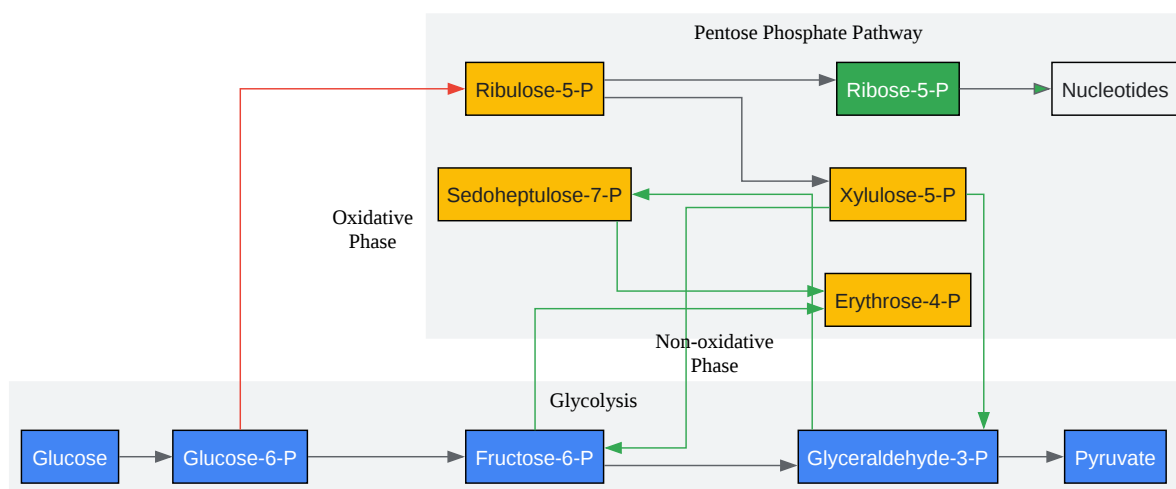 Pentose Phosphate Pathway
Ribulose-5-P
Ribose-5-P
Nucleotides
Sedoheptulose-7-P
Xylulose-5-P
Oxidative
Phase
Erythrose-4-P
Non-oxidative
Phase
Glycolysis
Glucose
Glucose-6-P
Fructose-6-P
Glyceraldehyde-3-P
Pyruvate